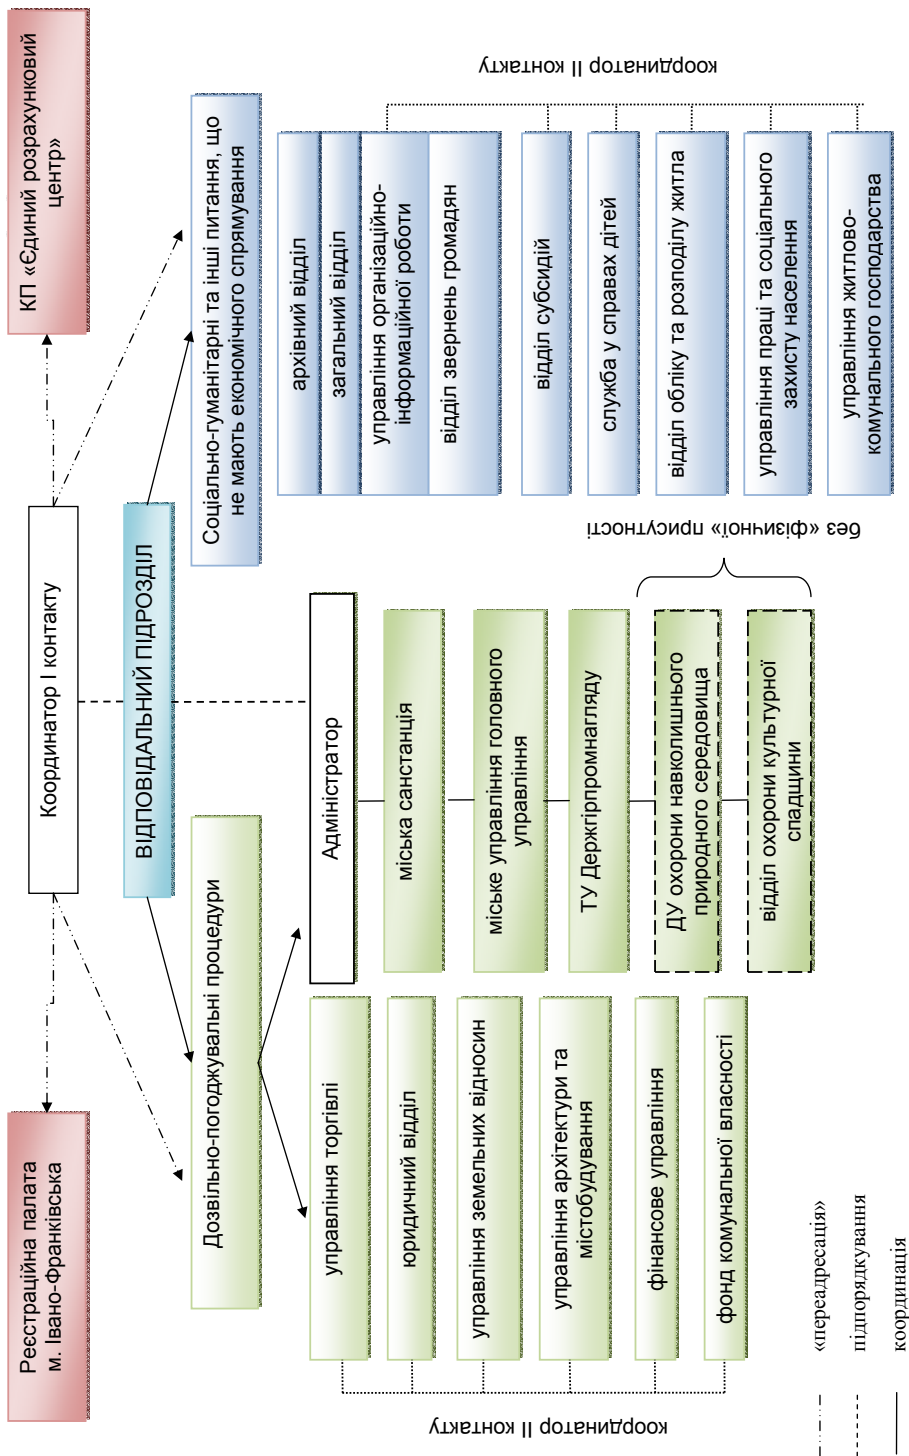 Реєстраційна палата
м. Івано-Франківська
Координатор І контакту
КП «Єдиний розрахунковий
центр»
ВІДПОВІДАЛЬНИЙ ПІДРОЗДІЛ
Дозвільно-погоджувальні процедури
Соціально-гуманітарні та інші питання, що
не мають економічного спрямування
управління торгівлі
юридичний відділ
управління земельних відносин
управління архітектури та
містобудування
фінансове управління
фонд комунальної власності
координатор ІІ контакту
Адміністратор
міська санстанція
міське управління головного
управління
ТУ Держгірпромнагляду
ДУ охорони навколишнього
природного середовища
відділ охорони культурної
спадщини
без «фізичної» присутності
архівний відділ
загальний відділ
управління організаційно-
інформаційної роботи
відділ звернень громадян
відділ субсидій
служба у справах дітей
відділ обліку та розподілу житла
управління праці та соціального
захисту населення
управління житлово-
комунального господарства
координатор ІІ контакту
«переадресація»
підпорядкування
координація